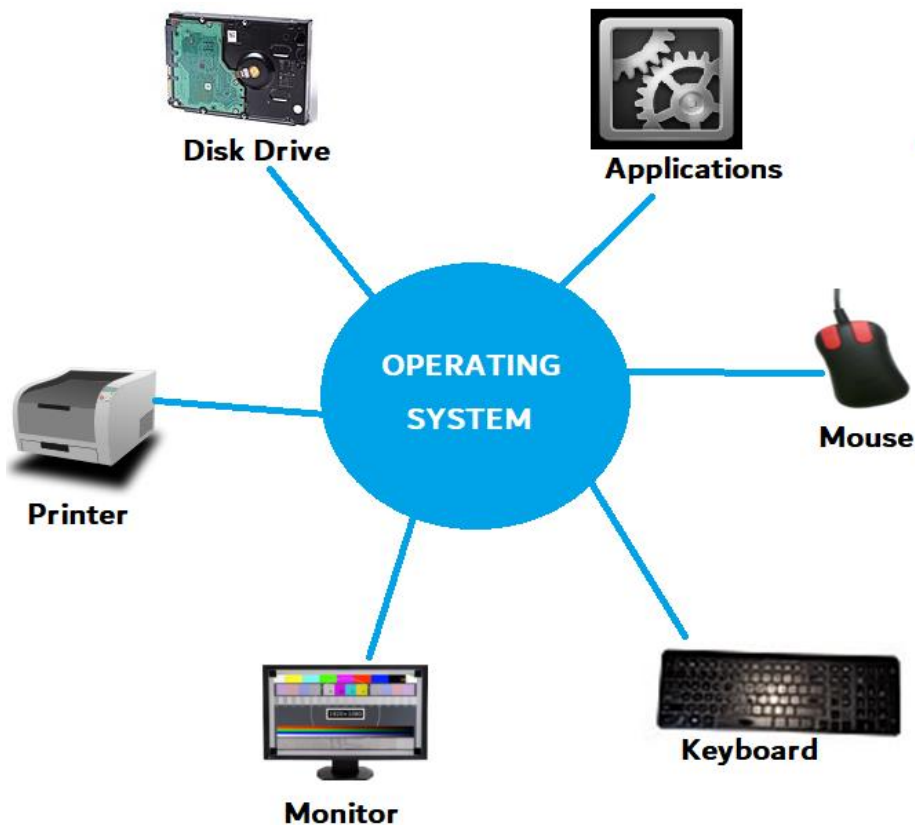 Disk Drive
Applications
OPERATING
SYSTEM
Mouse
Printer
Keyboard
Monitor